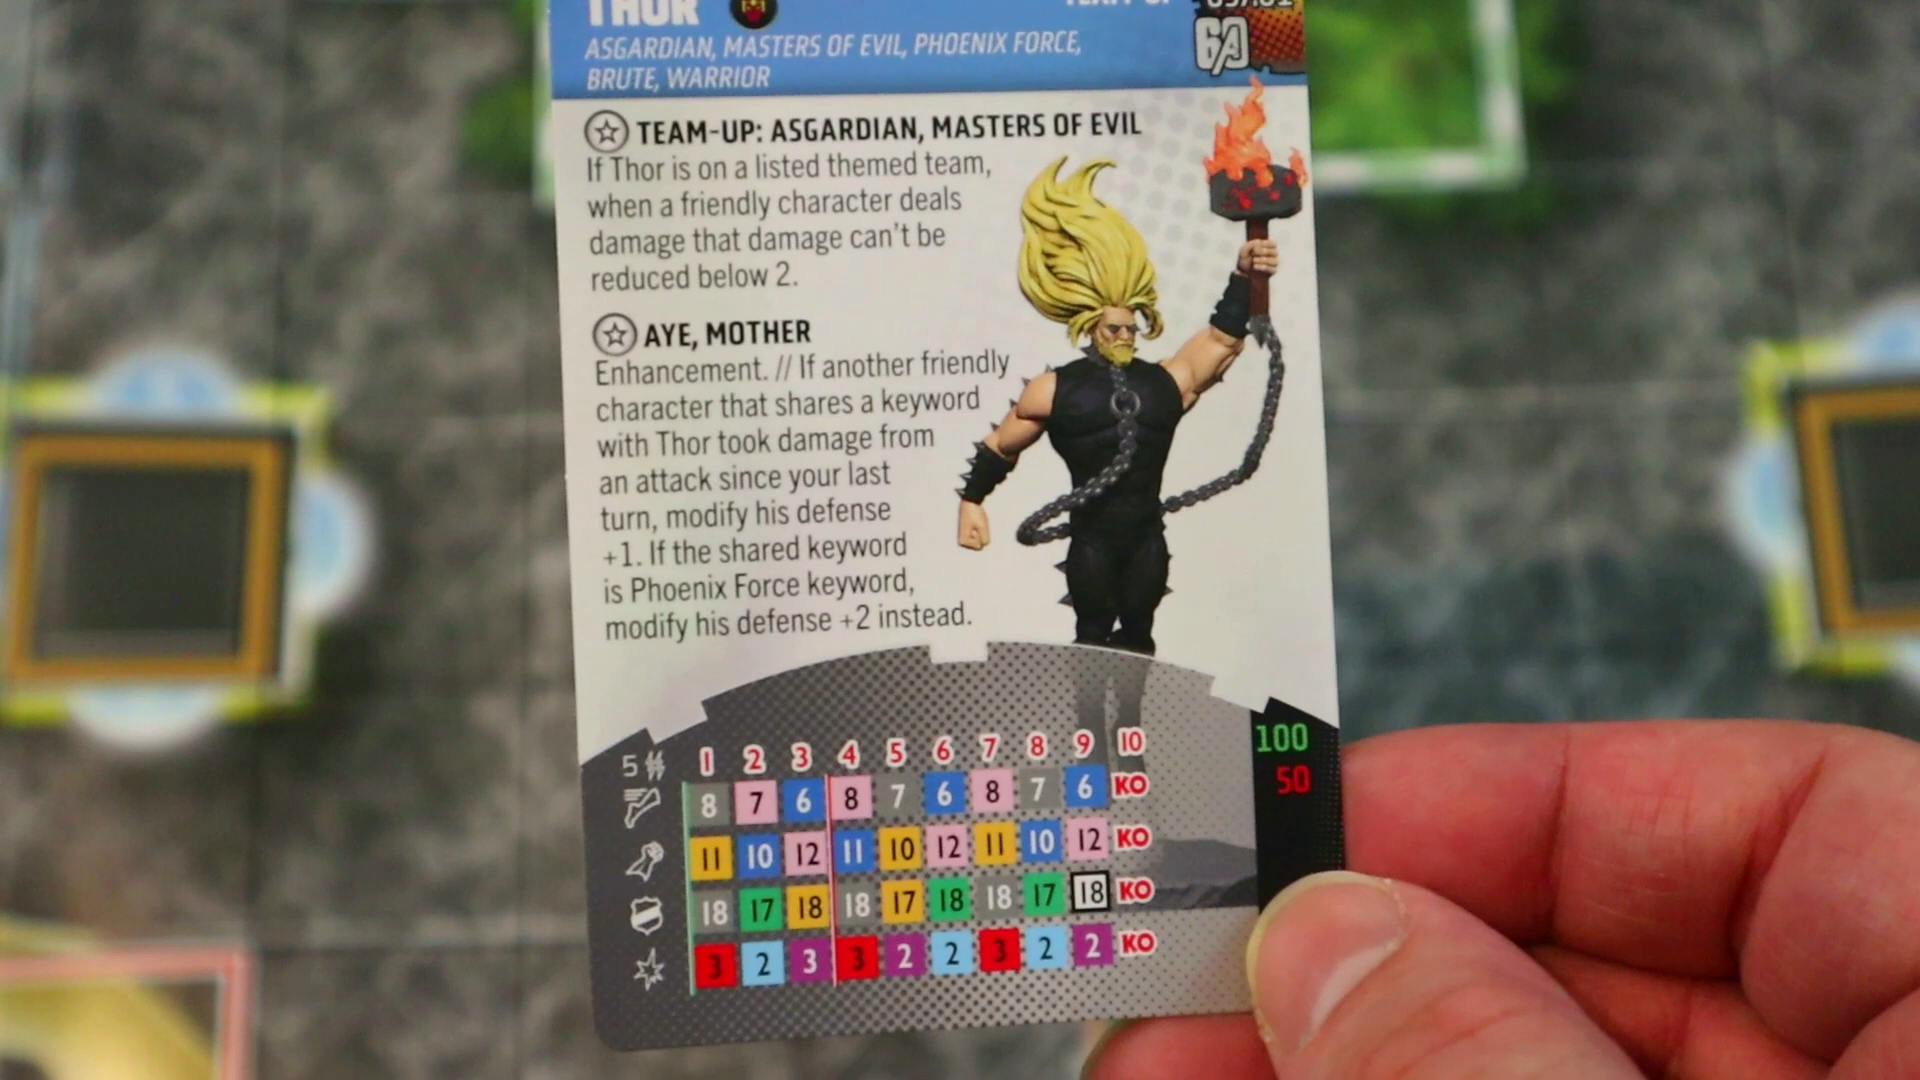 THOR
ASGARDIAN, MASTERS OF EVIL, PHOENIX FORCE,
BRUTE, WARRIOR
TEAM-UP: ASGARDIAN, MASTERS OF EVIL
If Thor is on a listed themed team,
when a friendly character deals
damage that damage can't be
reduced below 2.
AYE, MOTHER
Enhancement. // If another friendly
character that shares a keyword
with Thor took damage from
an attack since your last
turn, modify his defense
+1. If the shared keyword
is Phoenix Force keyword,
modify his defense +2 instead.
5 1 2 3 4 5 6 7 8 9 10
8 7 6 8 7 6 8 7 6 KO
11 10 12 11 10 12 11 10 12 KO
18 17 18 18 17 18 18 17 18 KO
3 2 3 3 2 2 3 2 2 KO
100
50